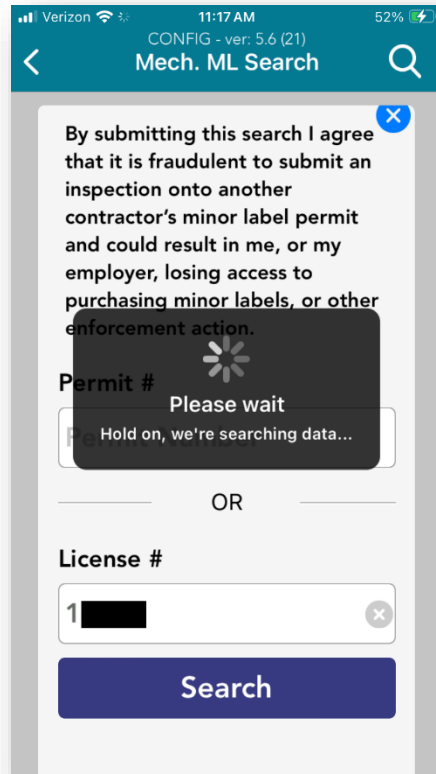 Verizon 11:17 AM 52%
CONFIG - ver: 5.6 (21)
Mech. ML Search
By submitting this search I agree
that it is fraudulent to submit an
inspection onto another
contractor's minor label permit
and could result in me, or my
employer, losing access to
purchasing minor labels, or other
enforcement action.
Permit #
Please wait
Permit Number
Hold on, we're searching data...
OR
License #
1
Search